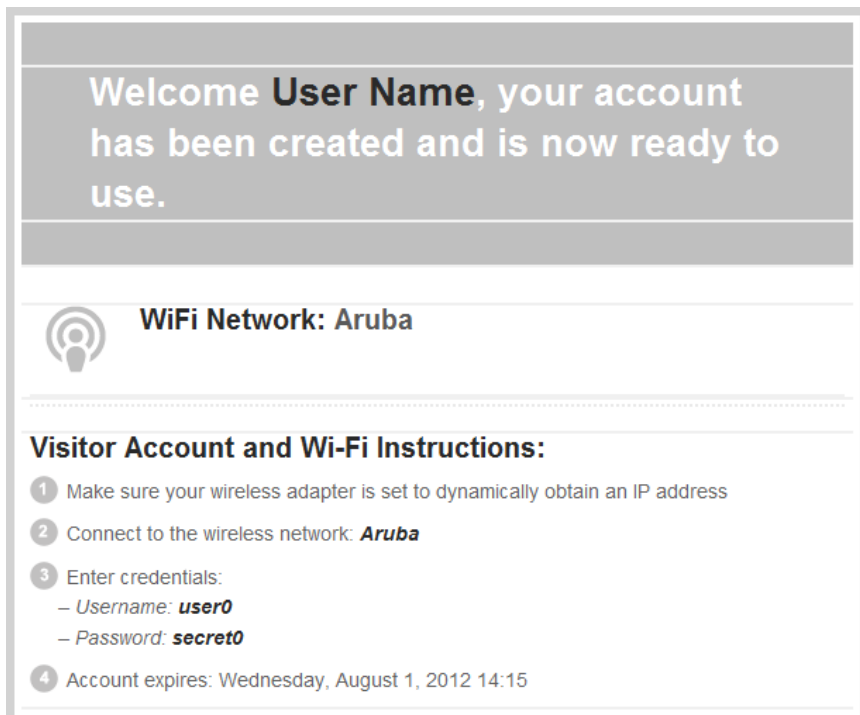 Welcome User Name, your account
has been created and is now ready to
use.
WiFi Network: Aruba
Visitor Account and Wi-Fi Instructions:
1 Make sure your wireless adapter is set to dynamically obtain an IP address
2 Connect to the wireless network: Aruba
3 Enter credentials:
– Username: user0
– Password: secret0
4 Account expires: Wednesday, August 1, 2012 14:15